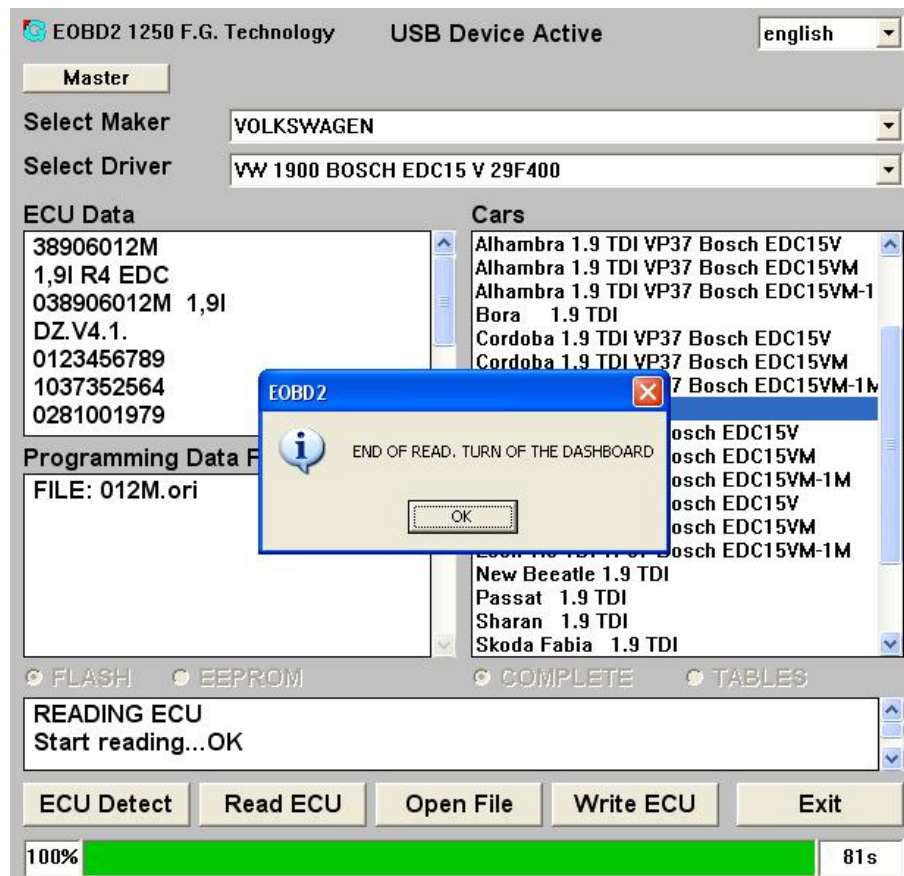 EOBD2 1250 F.G. Technology
USB Device Active
english
Master
Select Maker
VOLKSWAGEN
Select Driver
VW 1900 BOSCH EDC15 V 29F400
ECU Data
38906012M
1,9l R4 EDC
038906012M 1,9l
DZ.V4.1.
0123456789
1037352564
0281001979
Cars
Alhambra 1.9 TDI VP37 Bosch EDC15V
Alhambra 1.9 TDI VP37 Bosch EDC15VM
Alhambra 1.9 TDI VP37 Bosch EDC15VM-1
Bora 1.9 TDI
Cordoba 1.9 TDI VP37 Bosch EDC15V
Cordoba 1.9 TDI VP37 Bosch EDC15VM
7 Bosch EDC15VM-1M
osch EDC15V
osch EDC15VM
osch EDC15VM-1M
osch EDC15V
osch EDC15VM
Bosch EDC15VM-1M
New Beeatle 1.9 TDI
Passat 1.9 TDI
Sharan 1.9 TDI
Skoda Fabia 1.9 TDI
EOBD2
END OF READ. TURN OF THE DASHBOARD
OK
Programming Data F
FILE: 012M.ori
FLASH
EEPROM
COMPLETE
TABLES
READING ECU
Start reading...OK
ECU Detect
Read ECU
Open File
Write ECU
Exit
100%
81s